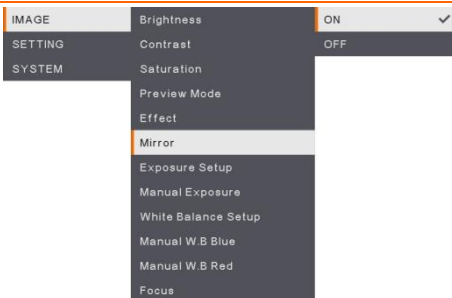 IMAGE
SETTING
SYSTEM
Brightness
Contrast
Saturation
Preview Mode
Effect
Mirror
Exposure Setup
Manual Exposure
White Balance Setup
Manual W.B Blue
Manual W.B Red
Focus
ON
OFF